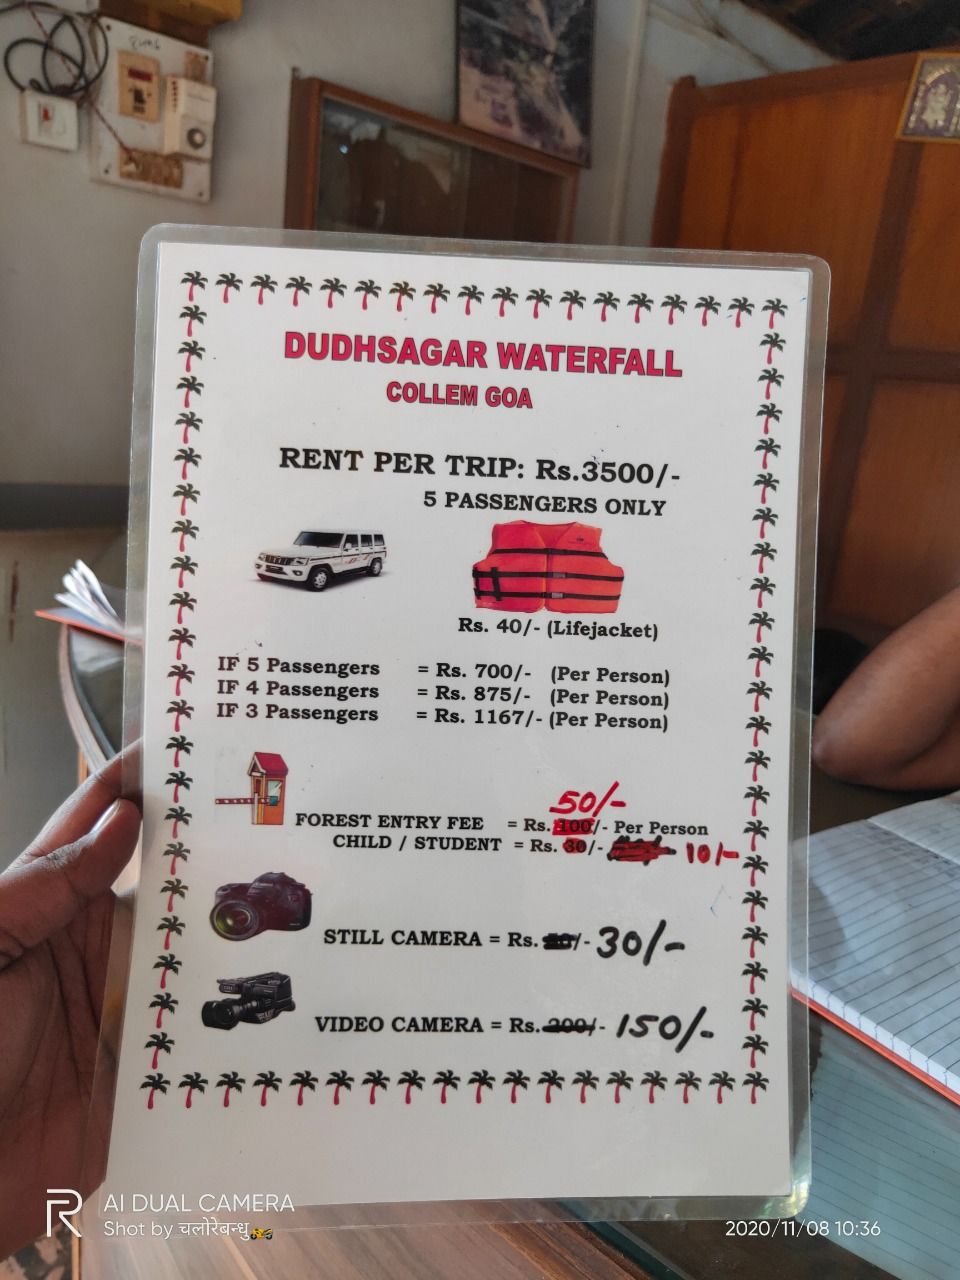 DUDHSAGAR WATERFALL
COLLEM GOA
RENT PER TRIP: Rs.3500/-
5 PASSENGERS ONLY
Rs. 40/- (Lifejacket)
IF 5 Passengers = Rs. 700/- (Per Person)
IF 4 Passengers = Rs. 875/- (Per Person)
IF 3 Passengers = Rs. 1167/- (Per Person)
50/-
FOREST ENTRY FEE = Rs. 100/- Per Person
CHILD / STUDENT = Rs. 30/- 10/-
STILL CAMERA = Rs. /- 30/-
VIDEO CAMERA = Rs. 200/- 150/-
AI DUAL CAMERA
Shot by चलोरेबन्धु
2020/11/08 10:36